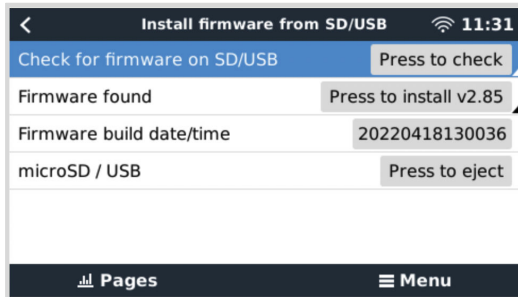 Install firmware from SD/USB 11:31
Check for firmware on SD/USB Press to check
Firmware found Press to install v2.85
Firmware build date/time 20220418130036
microSD / USB Press to eject
Pages Menu